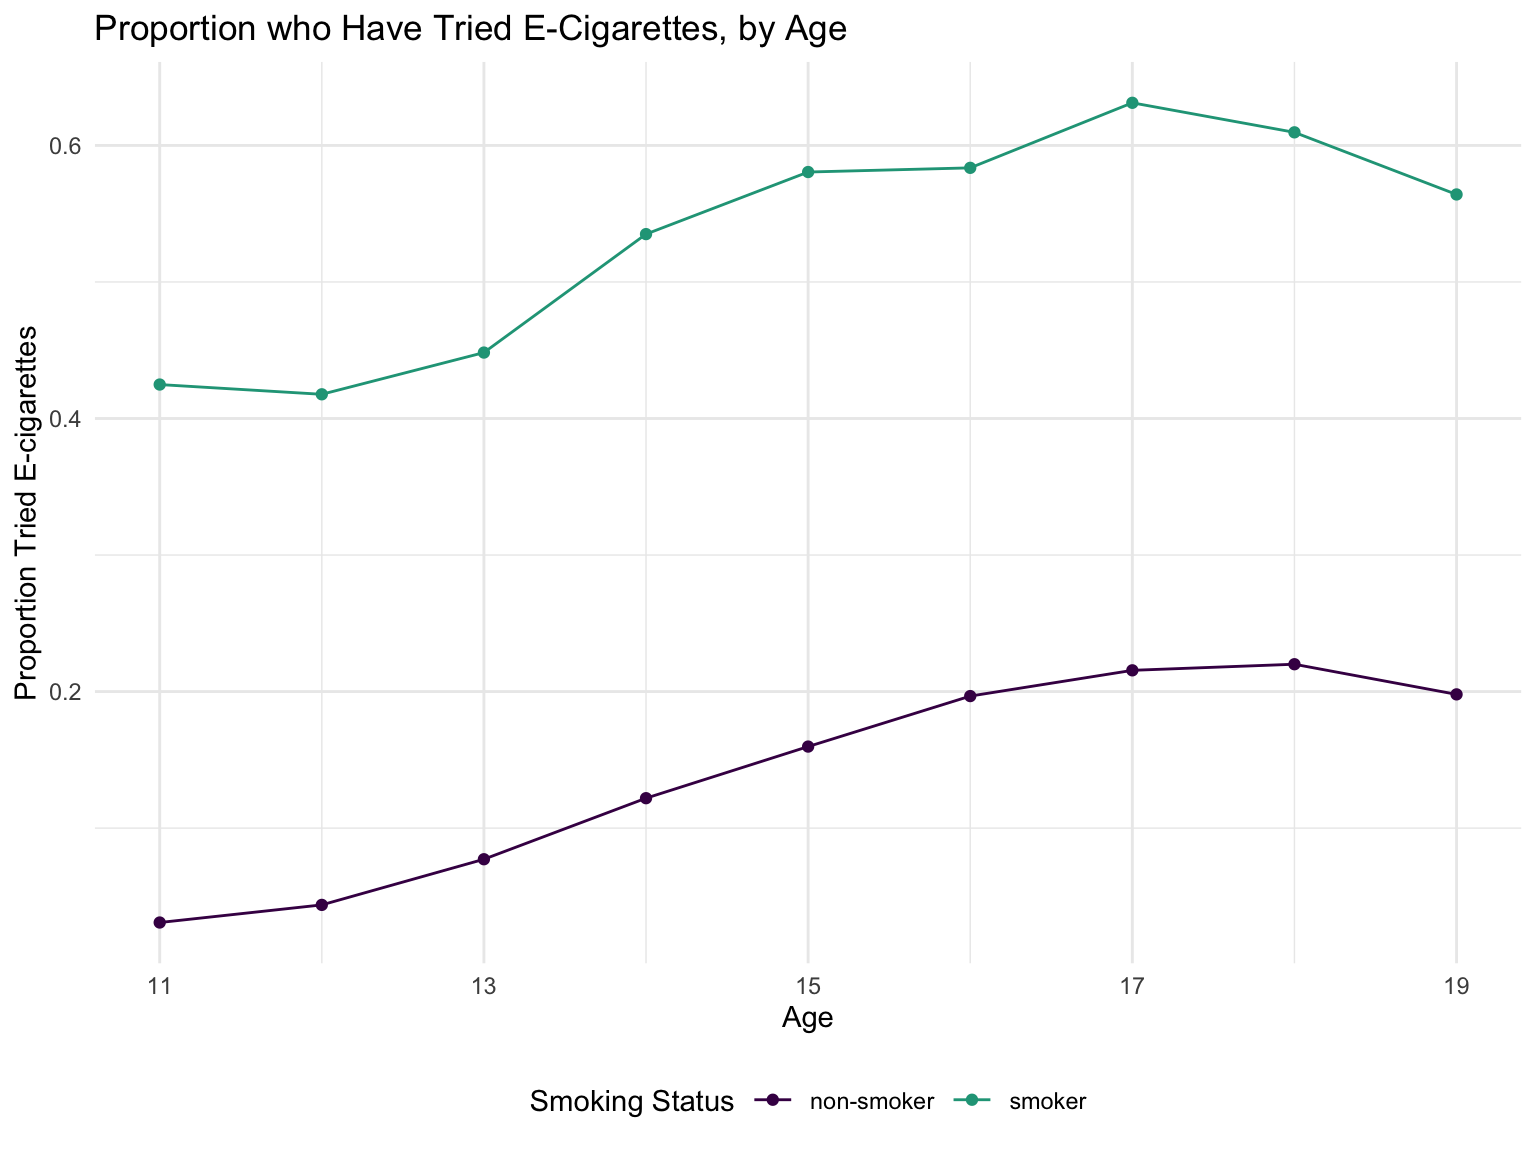 Proportion who Have Tried E-Cigarettes, by Age
Proportion Tried E-cigarettes
0.6
0.4
0.2
11 13 15 17 19
Age
Smoking Status non-smoker smoker